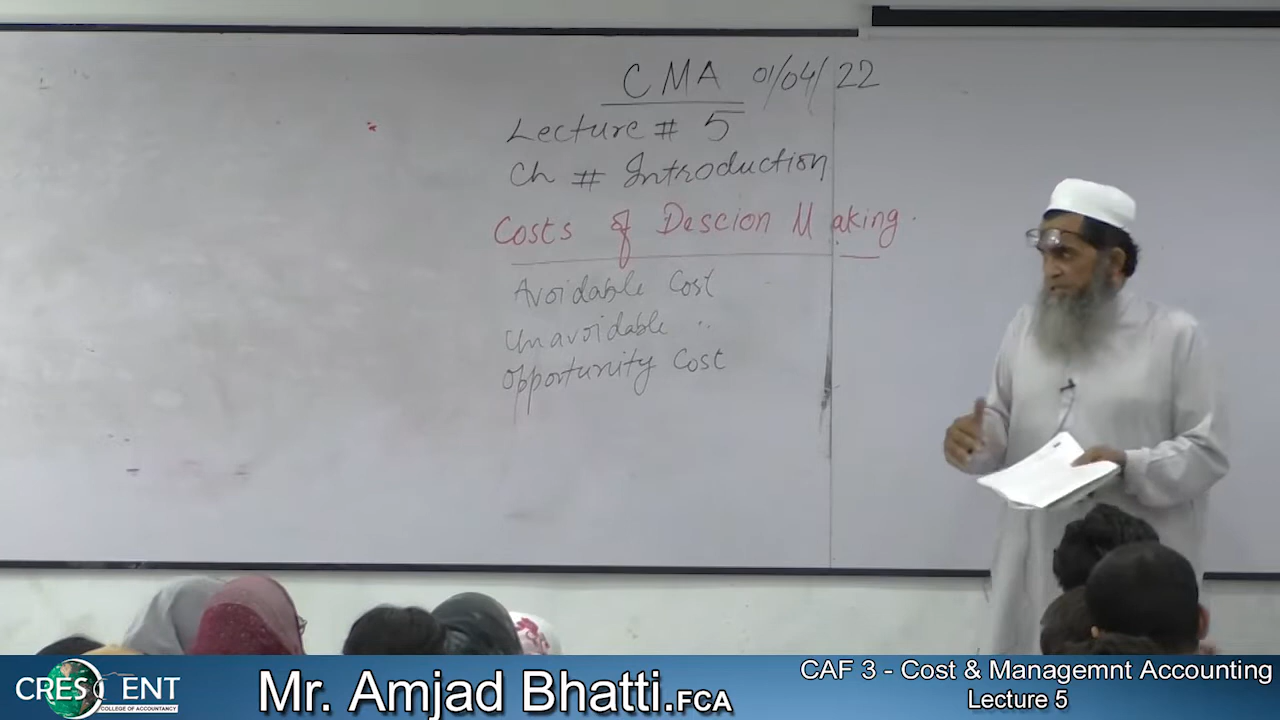 CMA 01/04/22
Lecture # 5
Ch # Introduction
Costs of Descion Making.
Avoidable Cost
Unavoidable "
Opportunity Cost
CRESCENT
COLLEGE OF ACCOUNTANCY
Mr. Amjad Bhatti.FCA
CAF 3 - Cost & Managemnt Accounting
Lecture 5